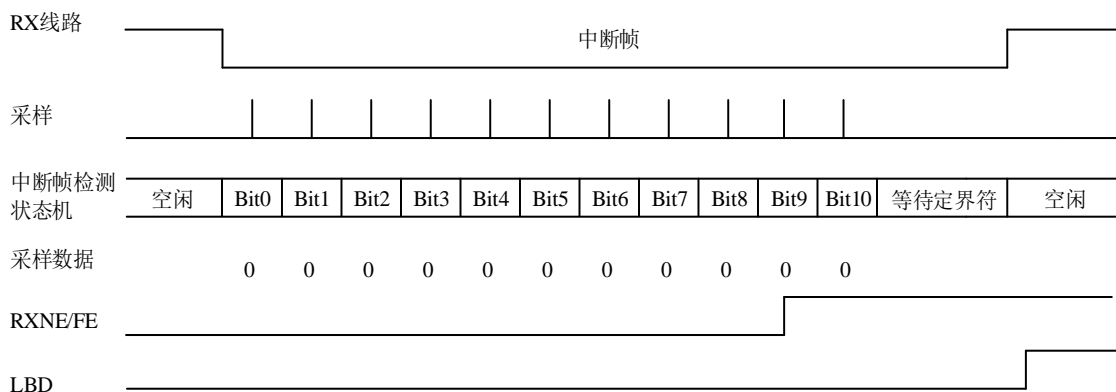 RX线路
中断帧
采样
中断帧检测
状态机
空闲 Bit0 Bit1 Bit2 Bit3 Bit4 Bit5 Bit6 Bit7 Bit8 Bit9 Bit10 等待定界符 空闲
采样数据
0 0 0 0 0 0 0 0 0 0 0
RXNE/FE
LBD